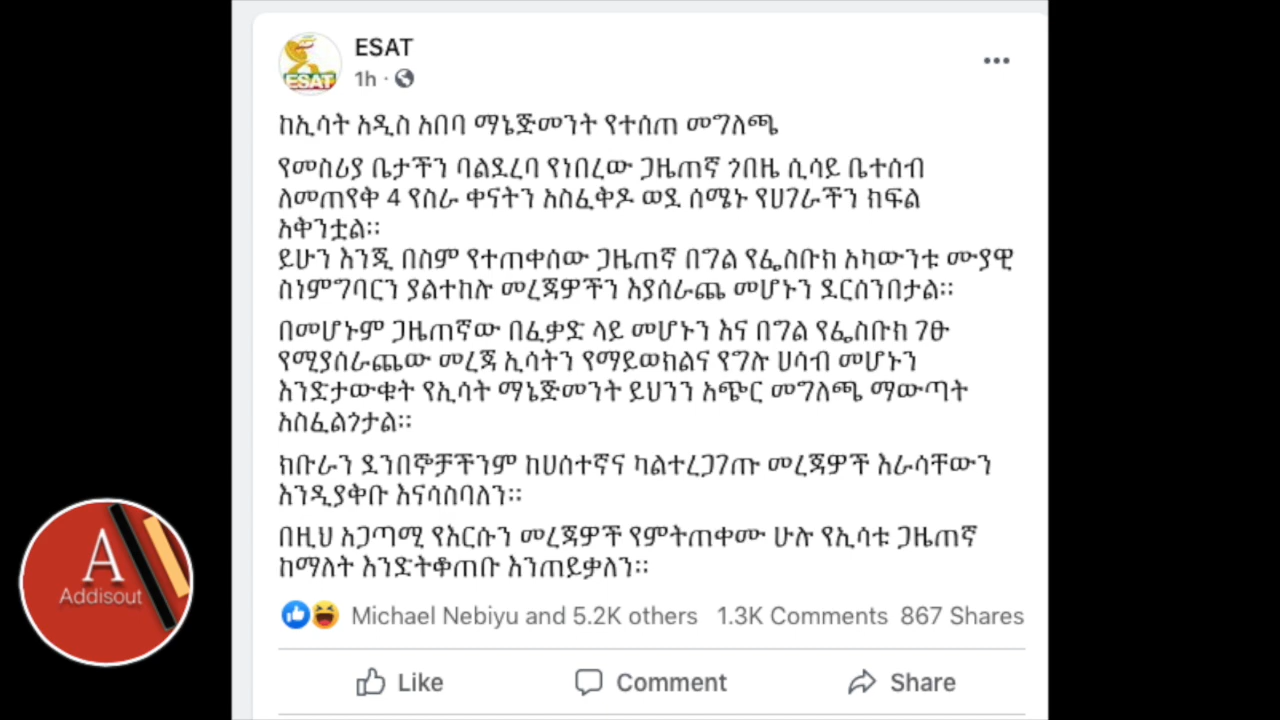 ESAT
ESAT
1h ·
ከኢሳት አዲስ አበባ ማኔጅመንት የተሰጠ መግለጫ
የመስሪያ ቤታችን ባልደረባ የነበረው ጋዜጠኛ ጎበዜ ሲሳይ ቤተሰብ
ለመጠየቅ 4 የስራ ቀናትን አስፈቅዶ ወደ ሰሜኑ የሀገራችን ክፍል
አቅንቷል።
ይሁን እንጂ በስም የተጠቀሰው ጋዜጠኛ በግል የፌስቡክ አካውንቱ ሙያዊ
ስነምግባርን ያልተከሉ መረጃዎችን እያሰራጨ መሆኑን ደርሰንበታል።
በመሆኑም ጋዜጠኛው በፈቃድ ላይ መሆኑን እና በግል የፌስቡክ ገፁ
የሚያሰራጨው መረጃ ኢሳትን የማይወክልና የግሉ ሀሳብ መሆኑን
እንድታውቁት የኢሳት ማኔጅመንት ይህንን አጭር መግለጫ ማውጣት
አስፈልጎታል።
ክቡራን ደንበኞቻችንም ከሀሰተኛና ካልተረጋገጡ መረጃዎች እራሳቸውን
እንዲያቅቡ እናሳስባለን።
በዚህ አጋጣሚ የእርሱን መረጃዎች የምትጠቀሙ ሁሉ የኢሳቱ ጋዜጠኛ
ከማለት እንድትቆጠቡ እንጠይቃለን።
Michael Nebiyu and 5.2K others 1.3K Comments 867 Shares
Like Comment Share
A
Addisout